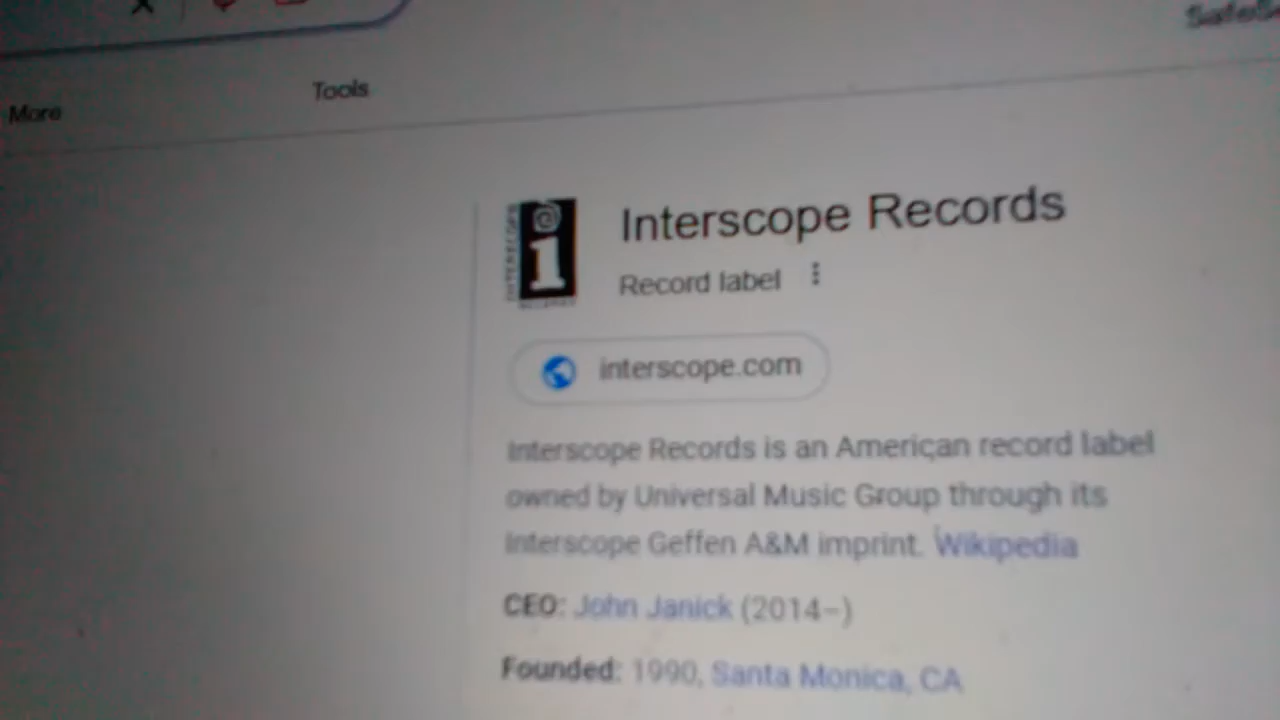 More
Tools
Interscope Records
Record label
interscope.com
Interscope Records is an American record label
owned by Universal Music Group through its
Interscope Geffen A&M imprint. Wikipedia
CEO: John Janick (2014–)
Founded: 1990, Santa Monica, CA